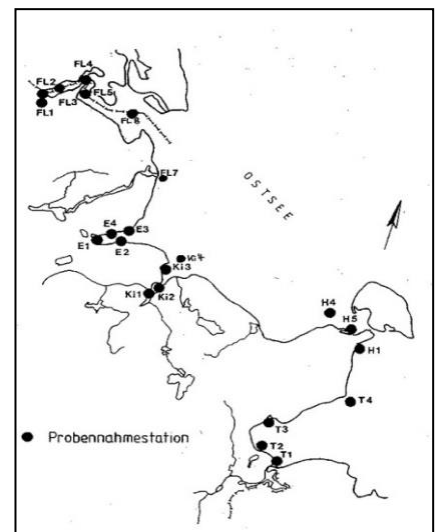 FL4
FL2
FL3
FL5
FL1
FL6
FL7
OSTSEE
E4
E3
E1
E2
Ki3
Ki1
Ki2
H4
H5
H1
T4
T3
T2
T1
Probennahmestation